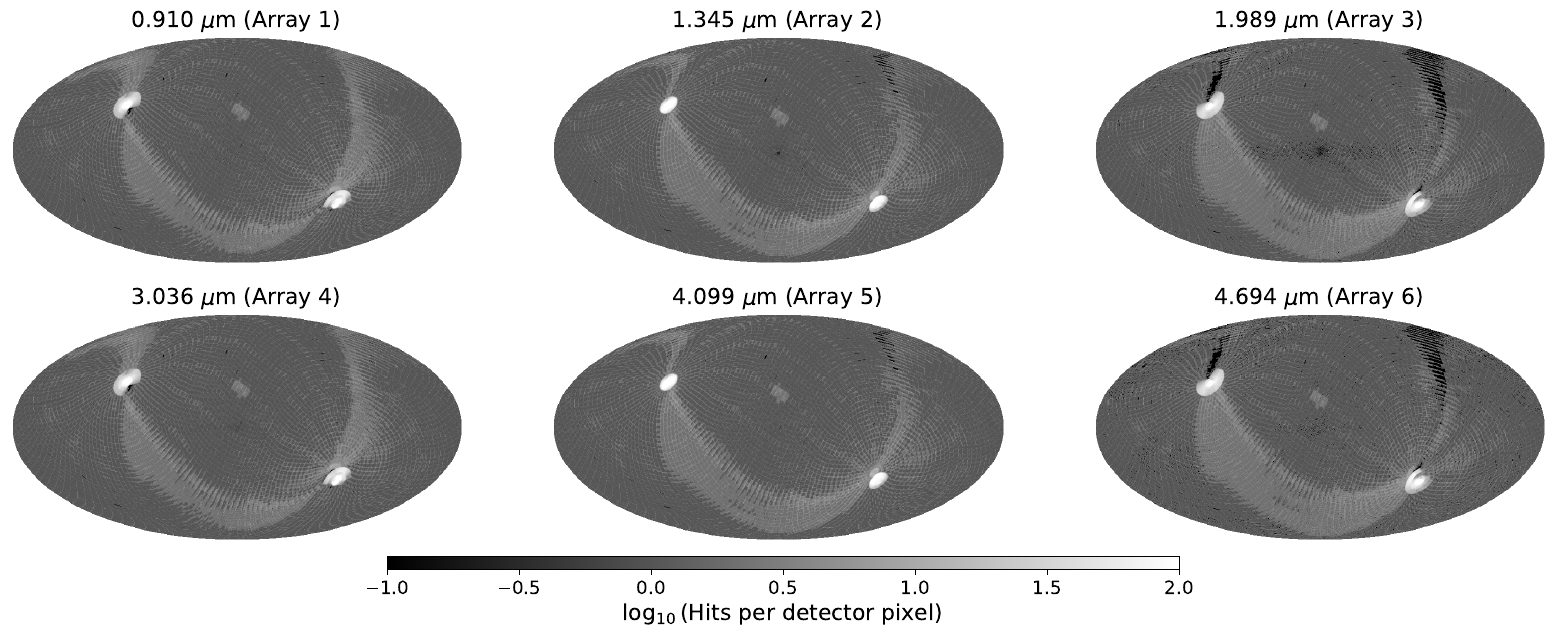 0.910 μm (Array 1)
1.345 μm (Array 2)
1.989 μm (Array 3)
3.036 μm (Array 4)
4.099 μm (Array 5)
4.694 μm (Array 6)
−1.0 −0.5 0.0 0.5 1.0 1.5 2.0
log₁₀(Hits per detector pixel)